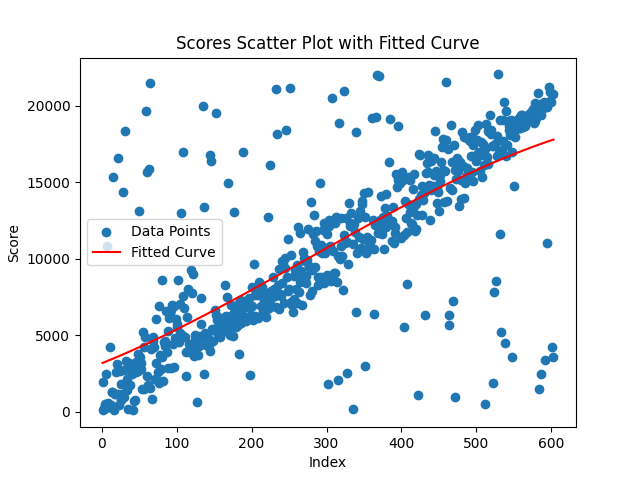 Scores Scatter Plot with Fitted Curve
20000
15000
10000
5000
0
Score
Data Points
Fitted Curve
0 100 200 300 400 500 600
Index